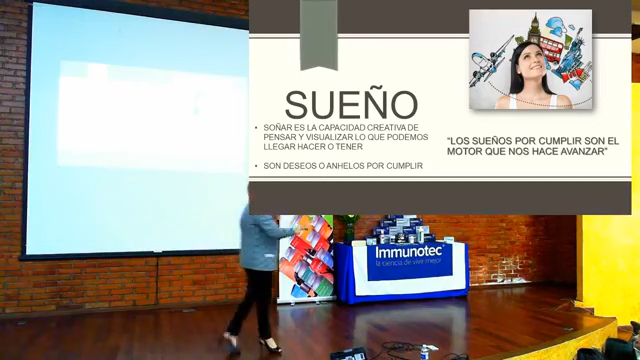 SUEÑO
• SOÑAR ES LA CAPACIDAD CREATIVA DE
PENSAR Y VISUALIZAR LO QUE PODEMOS
LLEGAR HACER O TENER
• SON DESEOS O ANHELOS POR CUMPLIR
"LOS SUEÑOS POR CUMPLIR SON EL
MOTOR QUE NOS HACE AVANZAR"
Immunotec
la ciencia de vivir mejor